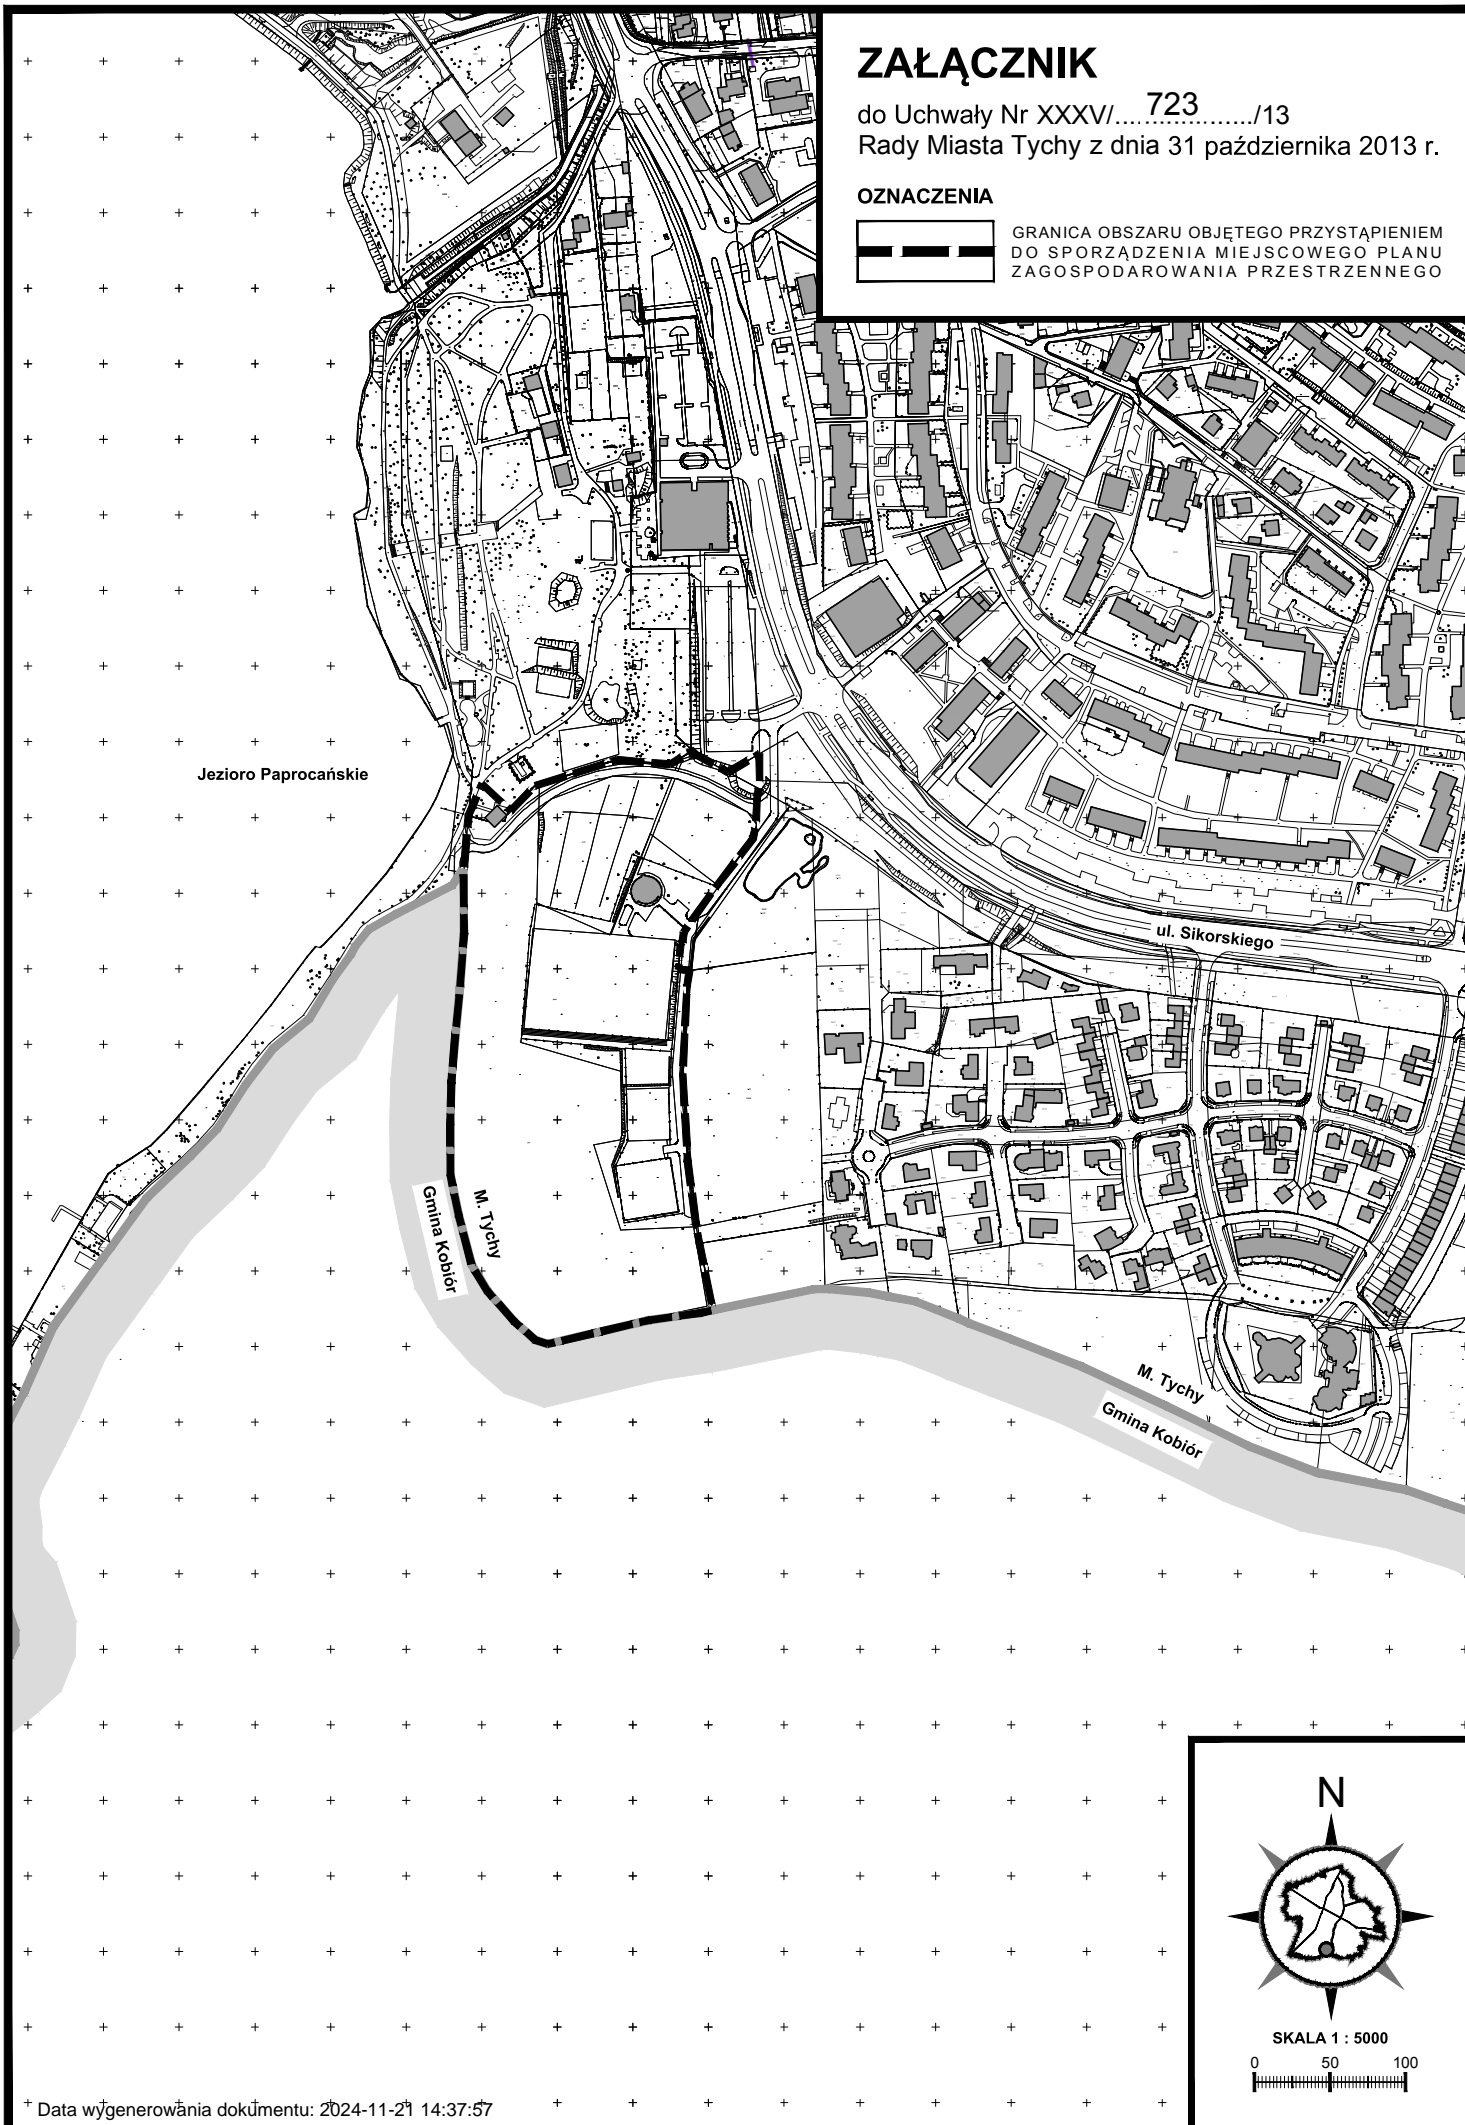 ZAŁĄCZNIK
do Uchwały Nr XXXV/.....723............/13
Rady Miasta Tychy z dnia 31 października 2013 r.
OZNACZENIA
GRANICA OBSZARU OBJĘTEGO PRZYSTĄPIENIEM
DO SPORZĄDZENIA MIEJSCOWEGO PLANU
ZAGOSPODAROWANIA PRZESTRZENNEGO
Jezioro Paprocańskie
ul. Sikorskiego
M. Tychy
Gmina Kobiór
M. Tychy
Gmina Kobiór
N
SKALA 1 : 5000
0 50 100
Data wygenerowania dokumentu: 2024-11-21 14:37:57